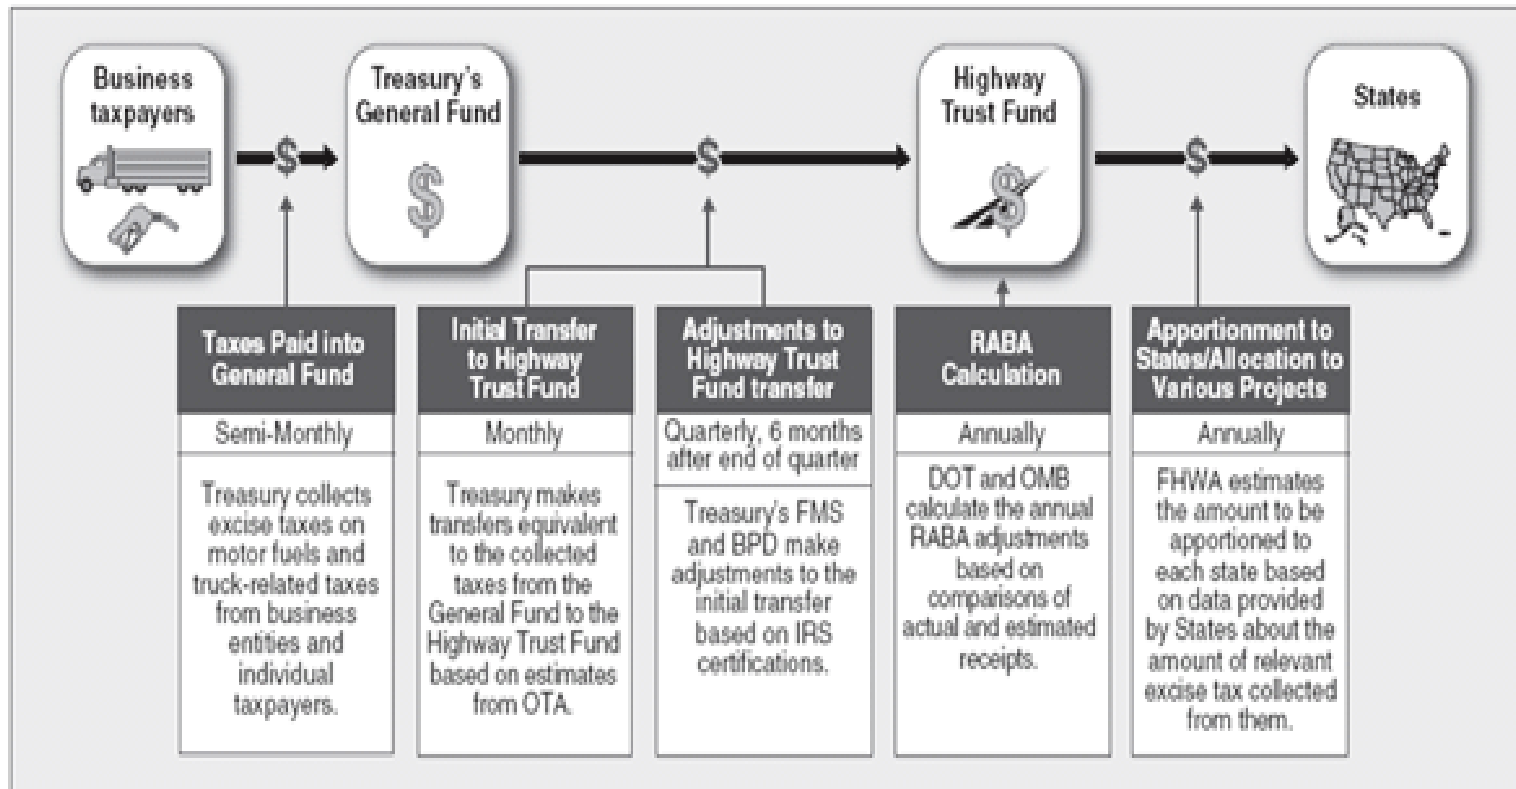 Business
taxpayers
$
Treasury's
General Fund
$
$
Highway
Trust Fund
$
$
States
Taxes Paid into
General Fund
Semi-Monthly
Treasury collects
excise taxes on
motor fuels and
truck-related taxes
from business
entities and
individual
taxpayers.
Initial Transfer
to Highway
Trust Fund
Monthly
Treasury makes
transfers equivalent
to the collected
taxes from the
General Fund to the
Highway Trust Fund
based on estimates
from OTA.
Adjustments to
Highway Trust
Fund transfer
Quarterly, 6 months
after end of quarter
Treasury's FMS
and BPD make
adjustments to the
initial transfer
based on IRS
certifications.
RABA
Calculation
Annually
DOT and OMB
calculate the annual
RABA adjustments
based on
comparisons of
actual and estimated
receipts.
Apportionment to
States/Allocation to
Various Projects
Annually
FHWA estimates
the amount to be
apportioned to
each state based
on data provided
by States about the
amount of relevant
excise tax collected
from them.